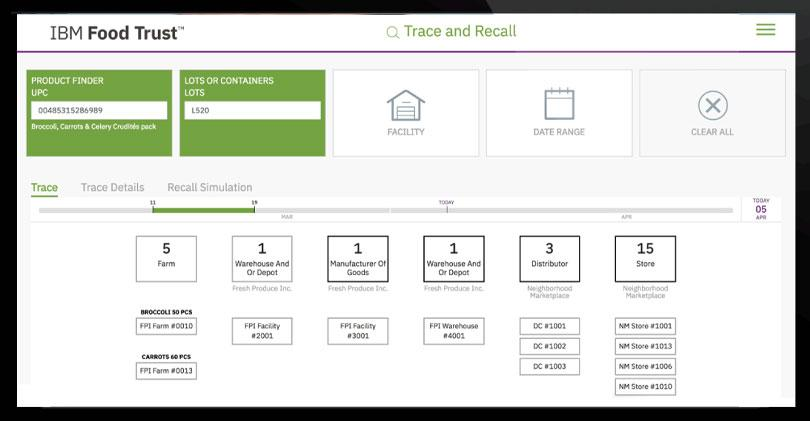 IBM Food Trust™
Trace and Recall
PRODUCT FINDER
UPC
00485315286989
Broccoli, Carrots & Celery Crudités pack
LOTS OR CONTAINERS
LOTS
L520
FACILITY
DATE RANGE
CLEAR ALL
Trace
Trace Details
Recall Simulation
11
19
TODAY
MAR
APR
TODAY
05
APR
5
Farm
1
Warehouse And
Or Depot
Fresh Produce Inc.
1
Manufacturer Of
Goods
Fresh Produce Inc.
1
Warehouse And
Or Depot
Fresh Produce Inc.
3
Distributor
Neighborhood
Marketplace
15
Store
Neighborhood
Marketplace
BROCCOLI 50 PCS
FPI Farm #0010
CARROTS 60 PCS
FPI Farm #0013
FPI Facility
#2001
FPI Facility
#3001
FPI Warehouse
#4001
DC #1001
DC #1002
DC #1003
NM Store #1001
NM Store #1013
NM Store #1006
NM Store #1010